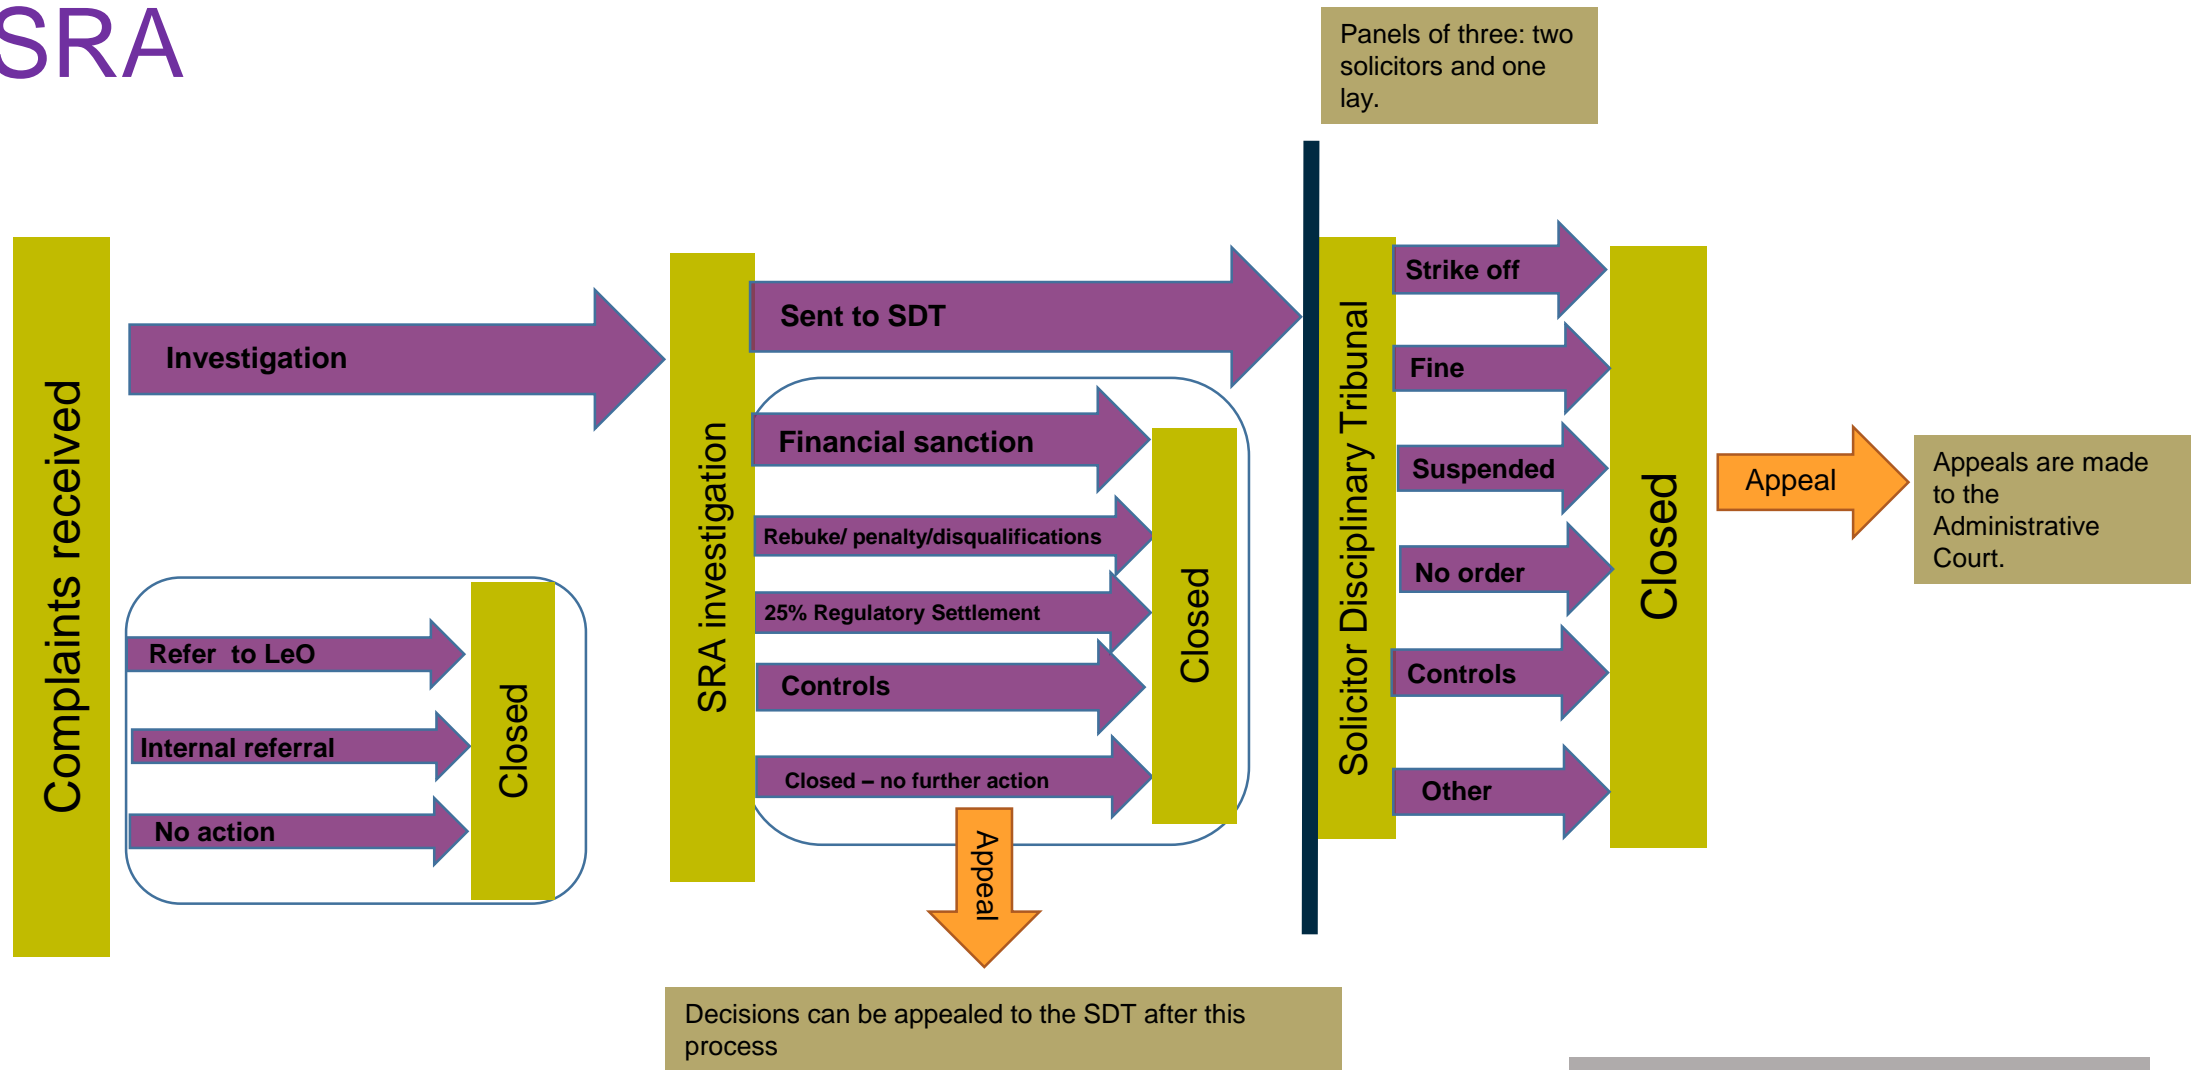 SRA
Panels of three: two
solicitors and one
lay.
Complaints received
Investigation
Refer to LeO
Internal referral
No action
Closed
SRA investigation
Sent to SDT
Financial sanction
Rebuke/ penalty/disqualifications
25% Regulatory Settlement
Controls
Closed – no further action
Closed
Appeal
Decisions can be appealed to the SDT after this
process
Solicitor Disciplinary Tribunal
Strike off
Fine
Suspended
No order
Controls
Other
Closed
Appeal
Appeals are made
to the
Administrative
Court.